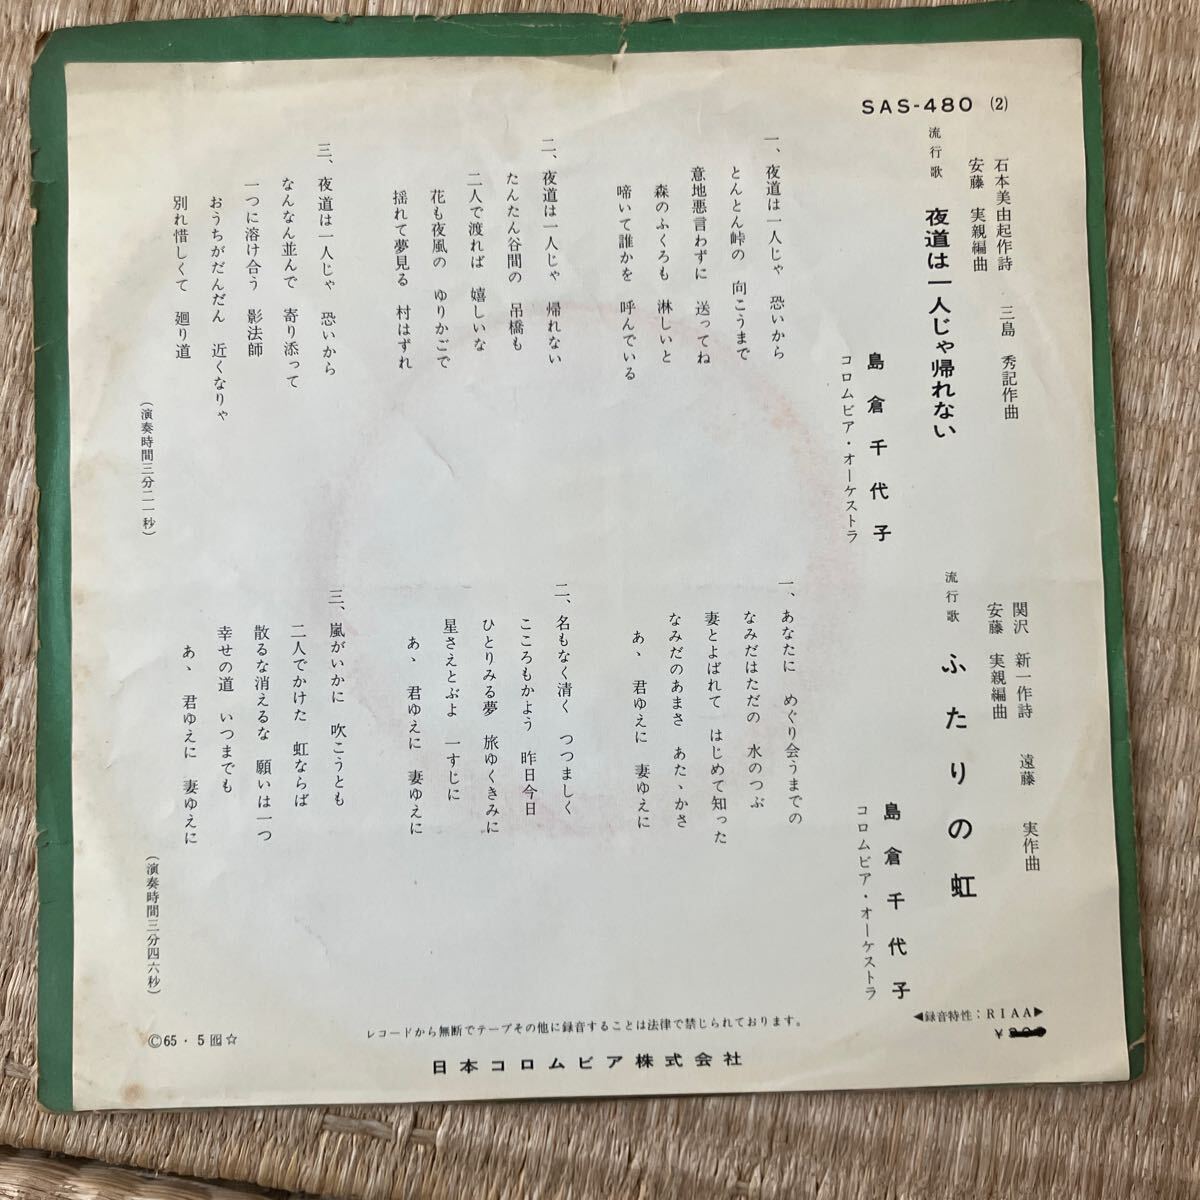 SAS-480 (2)
石本美由起作詩 三島 秀記作曲
安藤 実親編曲
流行歌 夜道は一人じゃ帰れない
島倉千代子
コロムビア・オーケストラ
一、夜道は一人じゃ 恐いから
とんとん峠の 向こうまで
意地悪言わずに 送ってね
森のふくろも 淋しいと
啼いて誰かを 呼んでいる
二、夜道は一人じゃ 帰れない
たんたん谷間の 吊橋も
二人で渡れば 嬉しいな
花も夜風の ゆりかごで
揺れて夢見る 村はずれ
三、夜道は一人じゃ 恐いから
なんなん並んで 寄り添って
一つに溶け合う 影法師
おうちがだんだん 近くなりゃ
別れ惜しくて 廻り道
(演奏時間三分二一秒)
関沢 新一作詩 遠藤 実作曲
安藤 実親編曲
流行歌 ふたりの虹
島倉千代子
コロムビア・オーケストラ
一、あなたに めぐり会うまでの
なみだはただの 水のつぶ
妻とよばれて はじめて知った
なみだのあまさ あたゝかさ
あゝ 君ゆえに 妻ゆえに
二、名もなく清く つつましく
こころもかよう 昨日今日
ひとりみる夢 旅ゆくきみに
星さえとぶよ 一すじに
あゝ 君ゆえに 妻ゆえに
三、嵐がいかに 吹こうとも
二人でかけた 虹ならば
散るな消えるな 願いは一つ
幸せの道 いつまでも
あゝ 君ゆえに 妻ゆえに
(演奏時間三分四六秒)
◀録音特性:RIAA▶
¥
レコードから無断でテープその他に録音することは法律で禁じられております。
©65・5 ☆
日本コロムビア株式会社